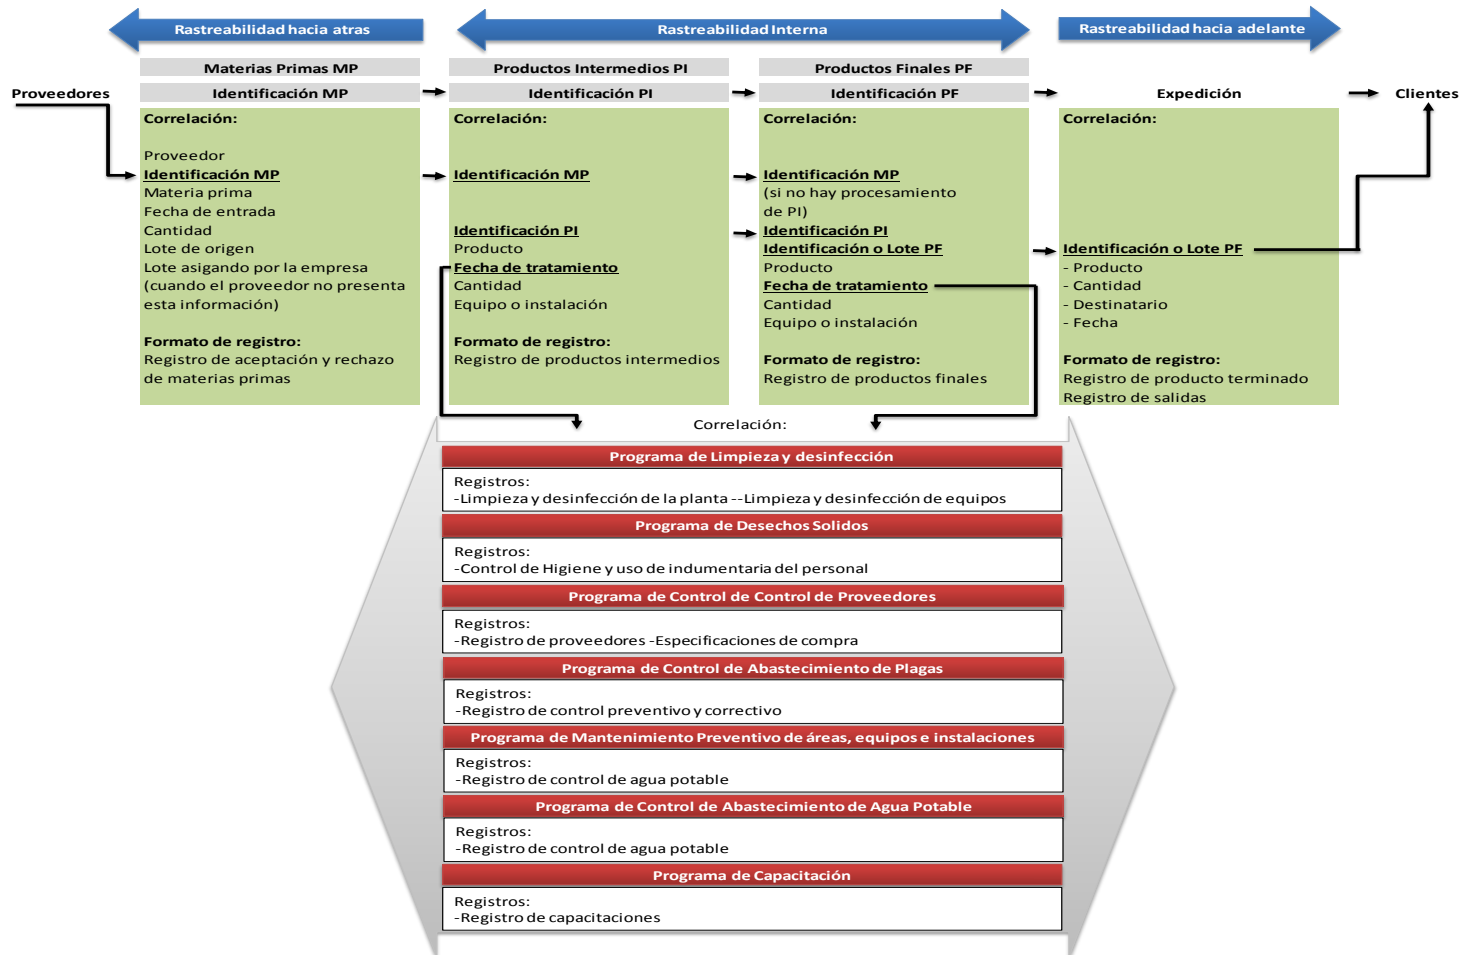 Rastreabilidad hacia atras
Rastreabilidad Interna
Rastreabilidad hacia adelante
Materias Primas MP
Productos Intermedios PI
Productos Finales PF
Proveedores
Identificación MP
Identificación PI
Identificación PF
Expedición
Clientes
Correlación:
Proveedor
Identificación MP
Materia prima
Fecha de entrada
Cantidad
Lote de origen
Lote asigando por la empresa
(cuando el proveedor no presenta
esta información)
Formato de registro:
Registro de aceptación y rechazo
de materias primas
Correlación:
Identificación MP
Identificación PI
Producto
Fecha de tratamiento
Cantidad
Equipo o instalación
Formato de registro:
Registro de productos intermedios
Correlación:
Identificación MP
(si no hay procesamiento
de PI)
Identificación PI
Identificación o Lote PF
Producto
Fecha de tratamiento
Cantidad
Equipo o instalación
Formato de registro:
Registro de productos finales
Correlación:
Identificación o Lote PF
- Producto
- Cantidad
- Destinatario
- Fecha
Formato de registro:
Registro de producto terminado
Registro de salidas
Correlación:
Programa de Limpieza y desinfección
Registros:
-Limpieza y desinfección de la planta --Limpieza y desinfección de equipos
Programa de Desechos Solidos
Registros:
-Control de Higiene y uso de indumentaria del personal
Programa de Control de Control de Proveedores
Registros:
-Registro de proveedores -Especificaciones de compra
Programa de Control de Abastecimiento de Plagas
Registros:
-Registro de control preventivo y correctivo
Programa de Mantenimiento Preventivo de áreas, equipos e instalaciones
Registros:
-Registro de control de agua potable
Programa de Control de Abastecimiento de Agua Potable
Registros:
-Registro de control de agua potable
Programa de Capacitación
Registros:
-Registro de capacitaciones